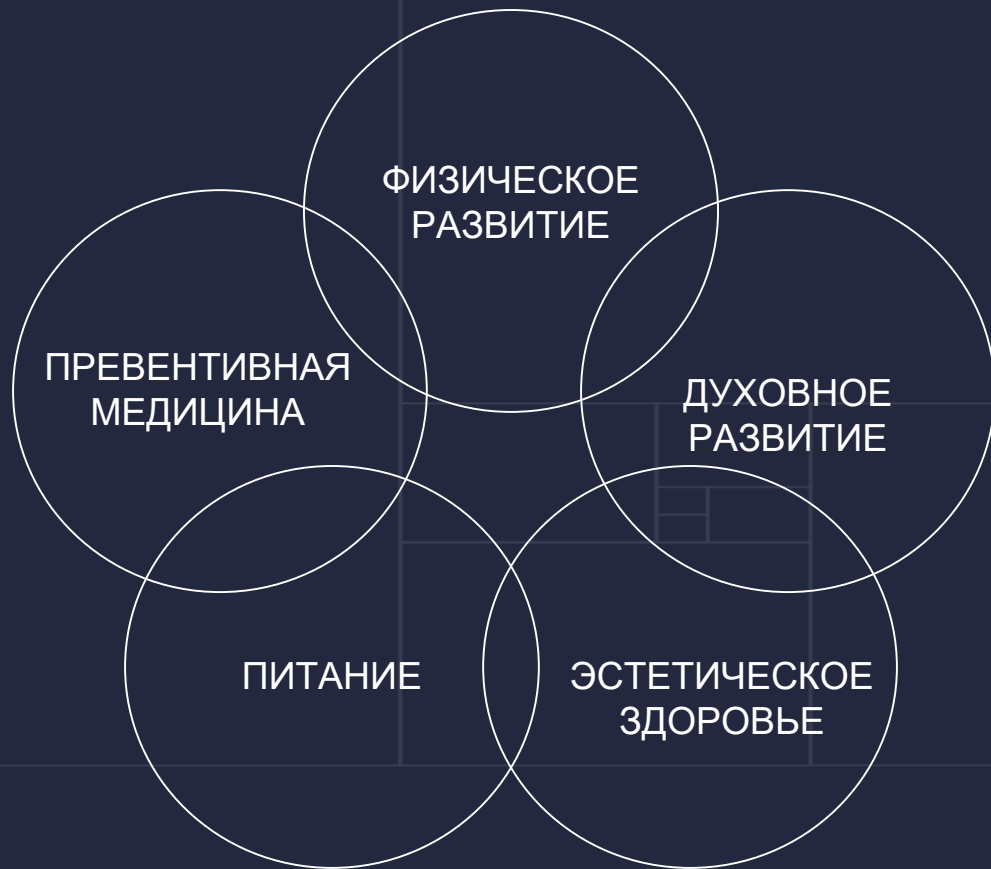 ФИЗИЧЕСКОЕ
РАЗВИТИЕ
ПРЕВЕНТИВНАЯ
МЕДИЦИНА
ДУХОВНОЕ
РАЗВИТИЕ
ПИТАНИЕ
ЭСТЕТИЧЕСКОЕ
ЗДОРОВЬЕ